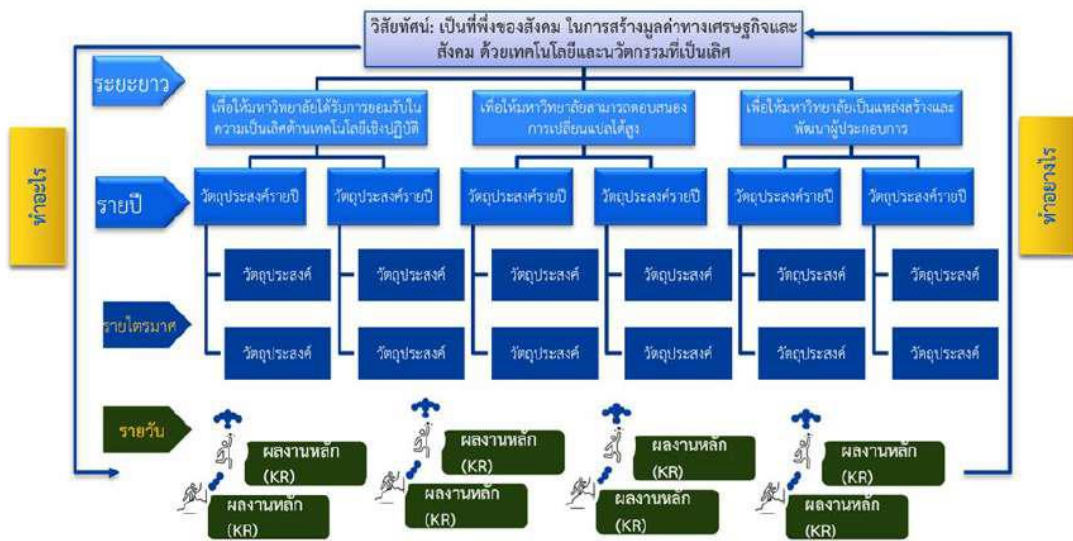 วิสัยทัศน์: เป็นที่พึ่งของสังคม ในการสร้างมูลค่าทางเศรษฐกิจและ
สังคม ด้วยเทคโนโลยีและนวัตกรรมที่เป็นเลิศ
ระยะยาว
เพื่อให้มหาวิทยาลัยได้รับการยอมรับใน
ความเป็นเลิศด้านเทคโนโลยีเชิงปฏิบัติ
เพื่อให้มหาวิทยาลัยสามารถตอบสนอง
การเปลี่ยนแปลได้สูง
เพื่อให้มหาวิทยาลัยเป็นแหล่งสร้างและ
พัฒนาผู้ประกอบการ
ทำอะไร
ทำอย่างไร
รายปี
วัตถุประสงค์รายปี
วัตถุประสงค์รายปี
วัตถุประสงค์รายปี
วัตถุประสงค์รายปี
วัตถุประสงค์รายปี
วัตถุประสงค์รายปี
วัตถุประสงค์
วัตถุประสงค์
วัตถุประสงค์
วัตถุประสงค์
วัตถุประสงค์
วัตถุประสงค์
รายไตรมาศ
วัตถุประสงค์
วัตถุประสงค์
วัตถุประสงค์
วัตถุประสงค์
วัตถุประสงค์
วัตถุประสงค์
รายวัน
ผลงานหลัก
(KR)
ผลงานหลัก
(KR)
ผลงานหลัก
(KR)
ผลงานหลัก
(KR)
ผลงานหลัก
(KR)
ผลงานหลัก
(KR)
ผลงานหลัก
(KR)
ผลงานหลัก
(KR)